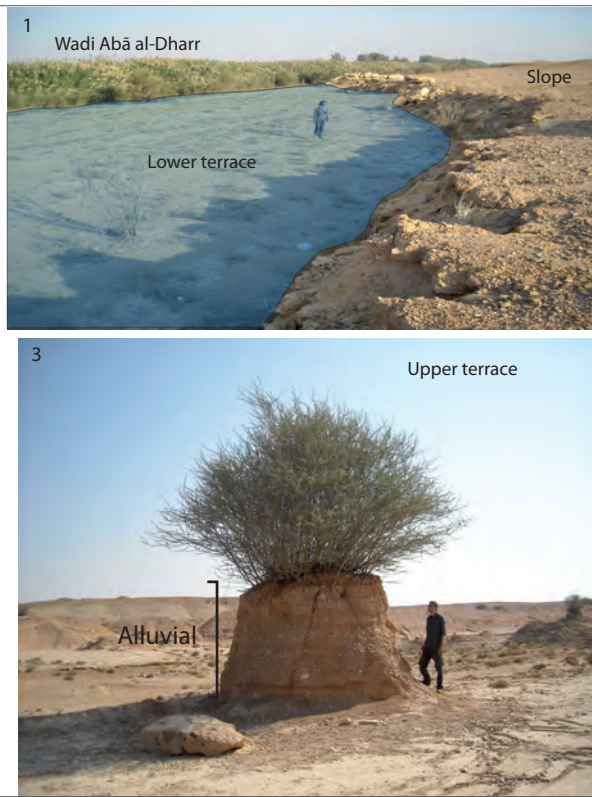 1
Wadi Abā al-Dharr
Slope
Lower terrace
3
Upper terrace
Alluvial